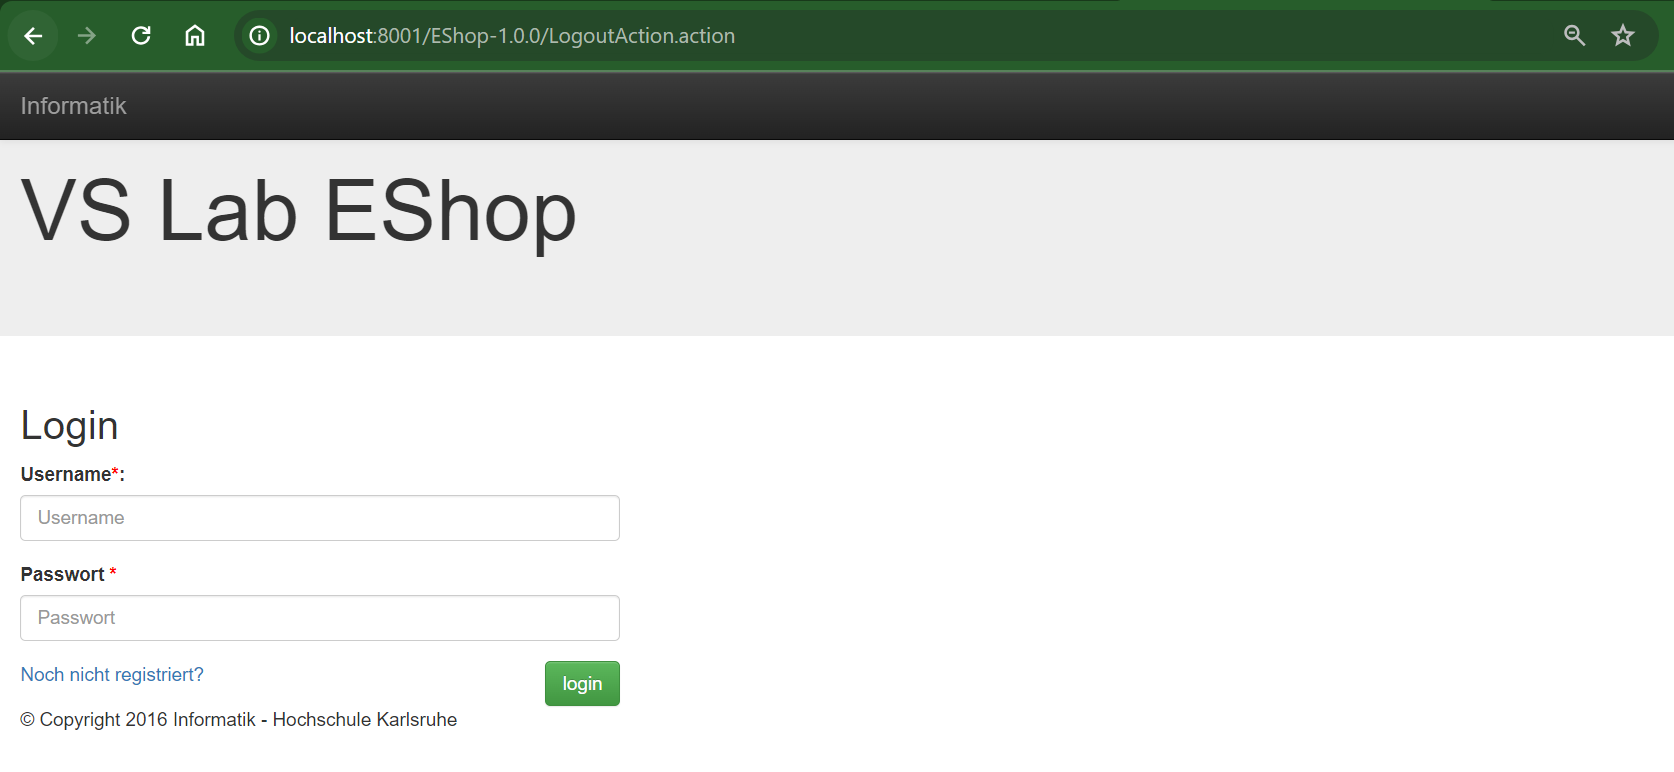 localhost:8001/EShop-1.0.0/LogoutAction.action
Informatik
VS Lab EShop
Login
Username*:
Username
Passwort *
Passwort
Noch nicht registriert?
login
© Copyright 2016 Informatik - Hochschule Karlsruhe